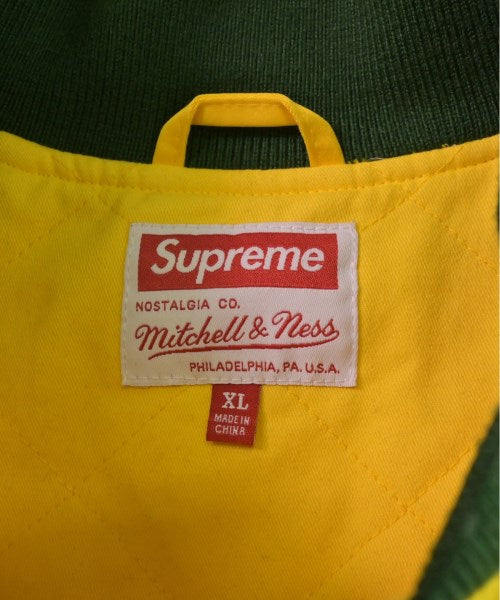 Supreme
NOSTALGIA CO.
Mitchell & Ness
PHILADELPHIA, PA. U.S.A.
XL
MADE IN
CHINA